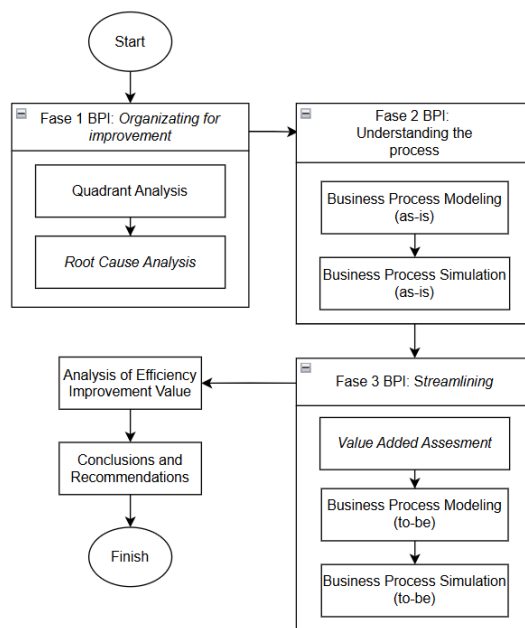 Start
Fase 1 BPI: Organizating for
improvement
Quadrant Analysis
Root Cause Analysis
Fase 2 BPI:
Understanding the
process
Business Process Modeling
(as-is)
Business Process Simulation
(as-is)
Fase 3 BPI: Streamlining
Value Added Assesment
Business Process Modeling
(to-be)
Business Process Simulation
(to-be)
Analysis of Efficiency
Improvement Value
Conclusions and
Recommendations
Finish